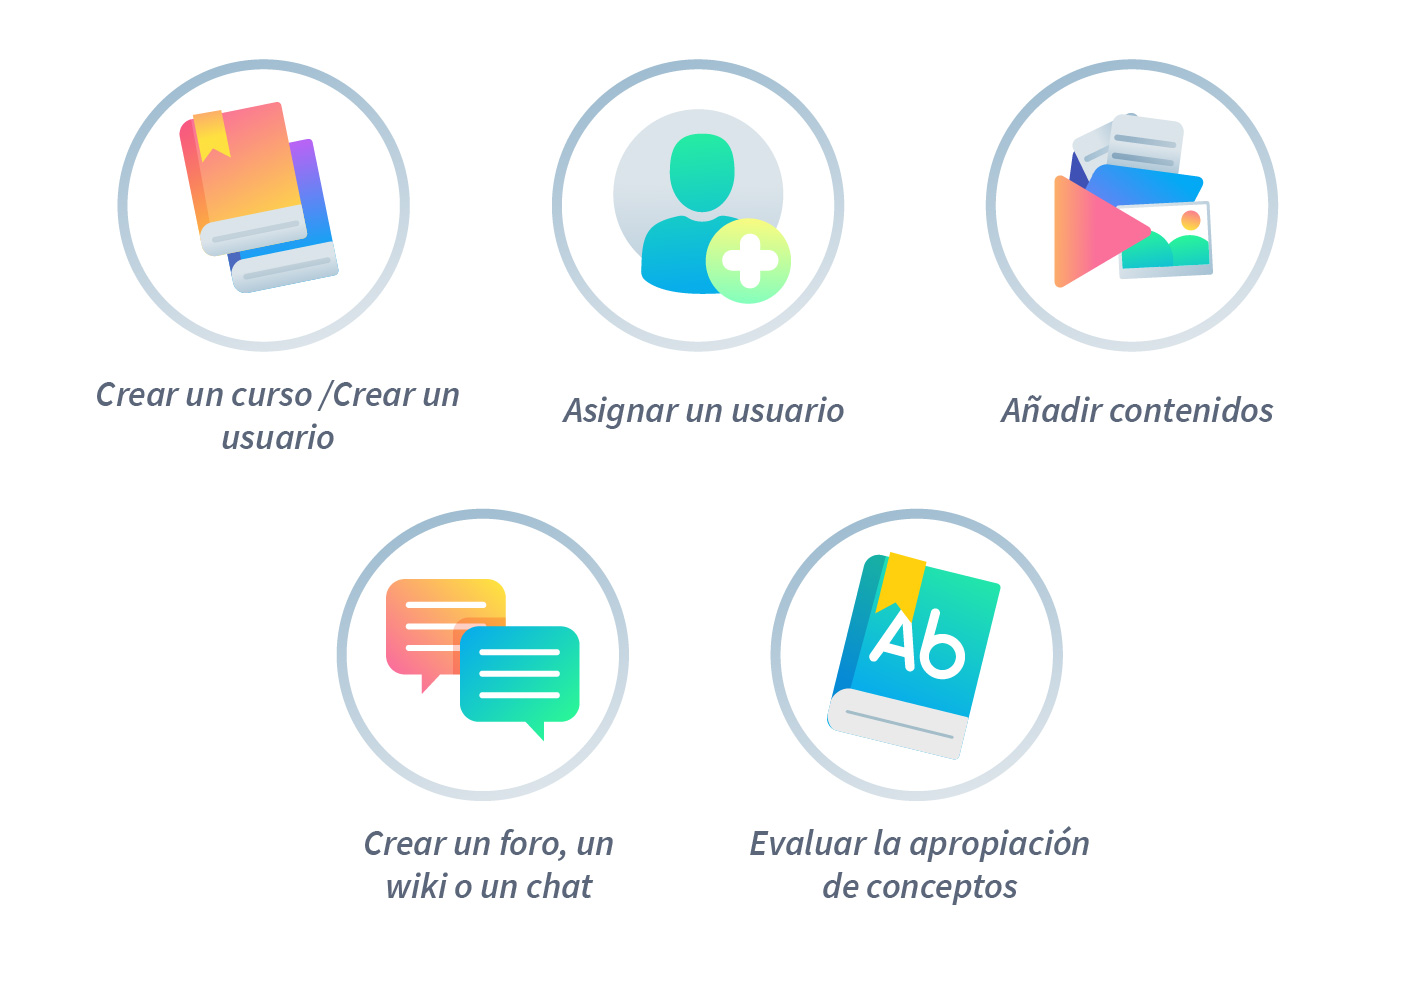 Crear un curso /Crear un
usuario
Asignar un usuario
Añadir contenidos
Ab
Crear un foro, un
wiki o un chat
Evaluar la apropiación
de conceptos